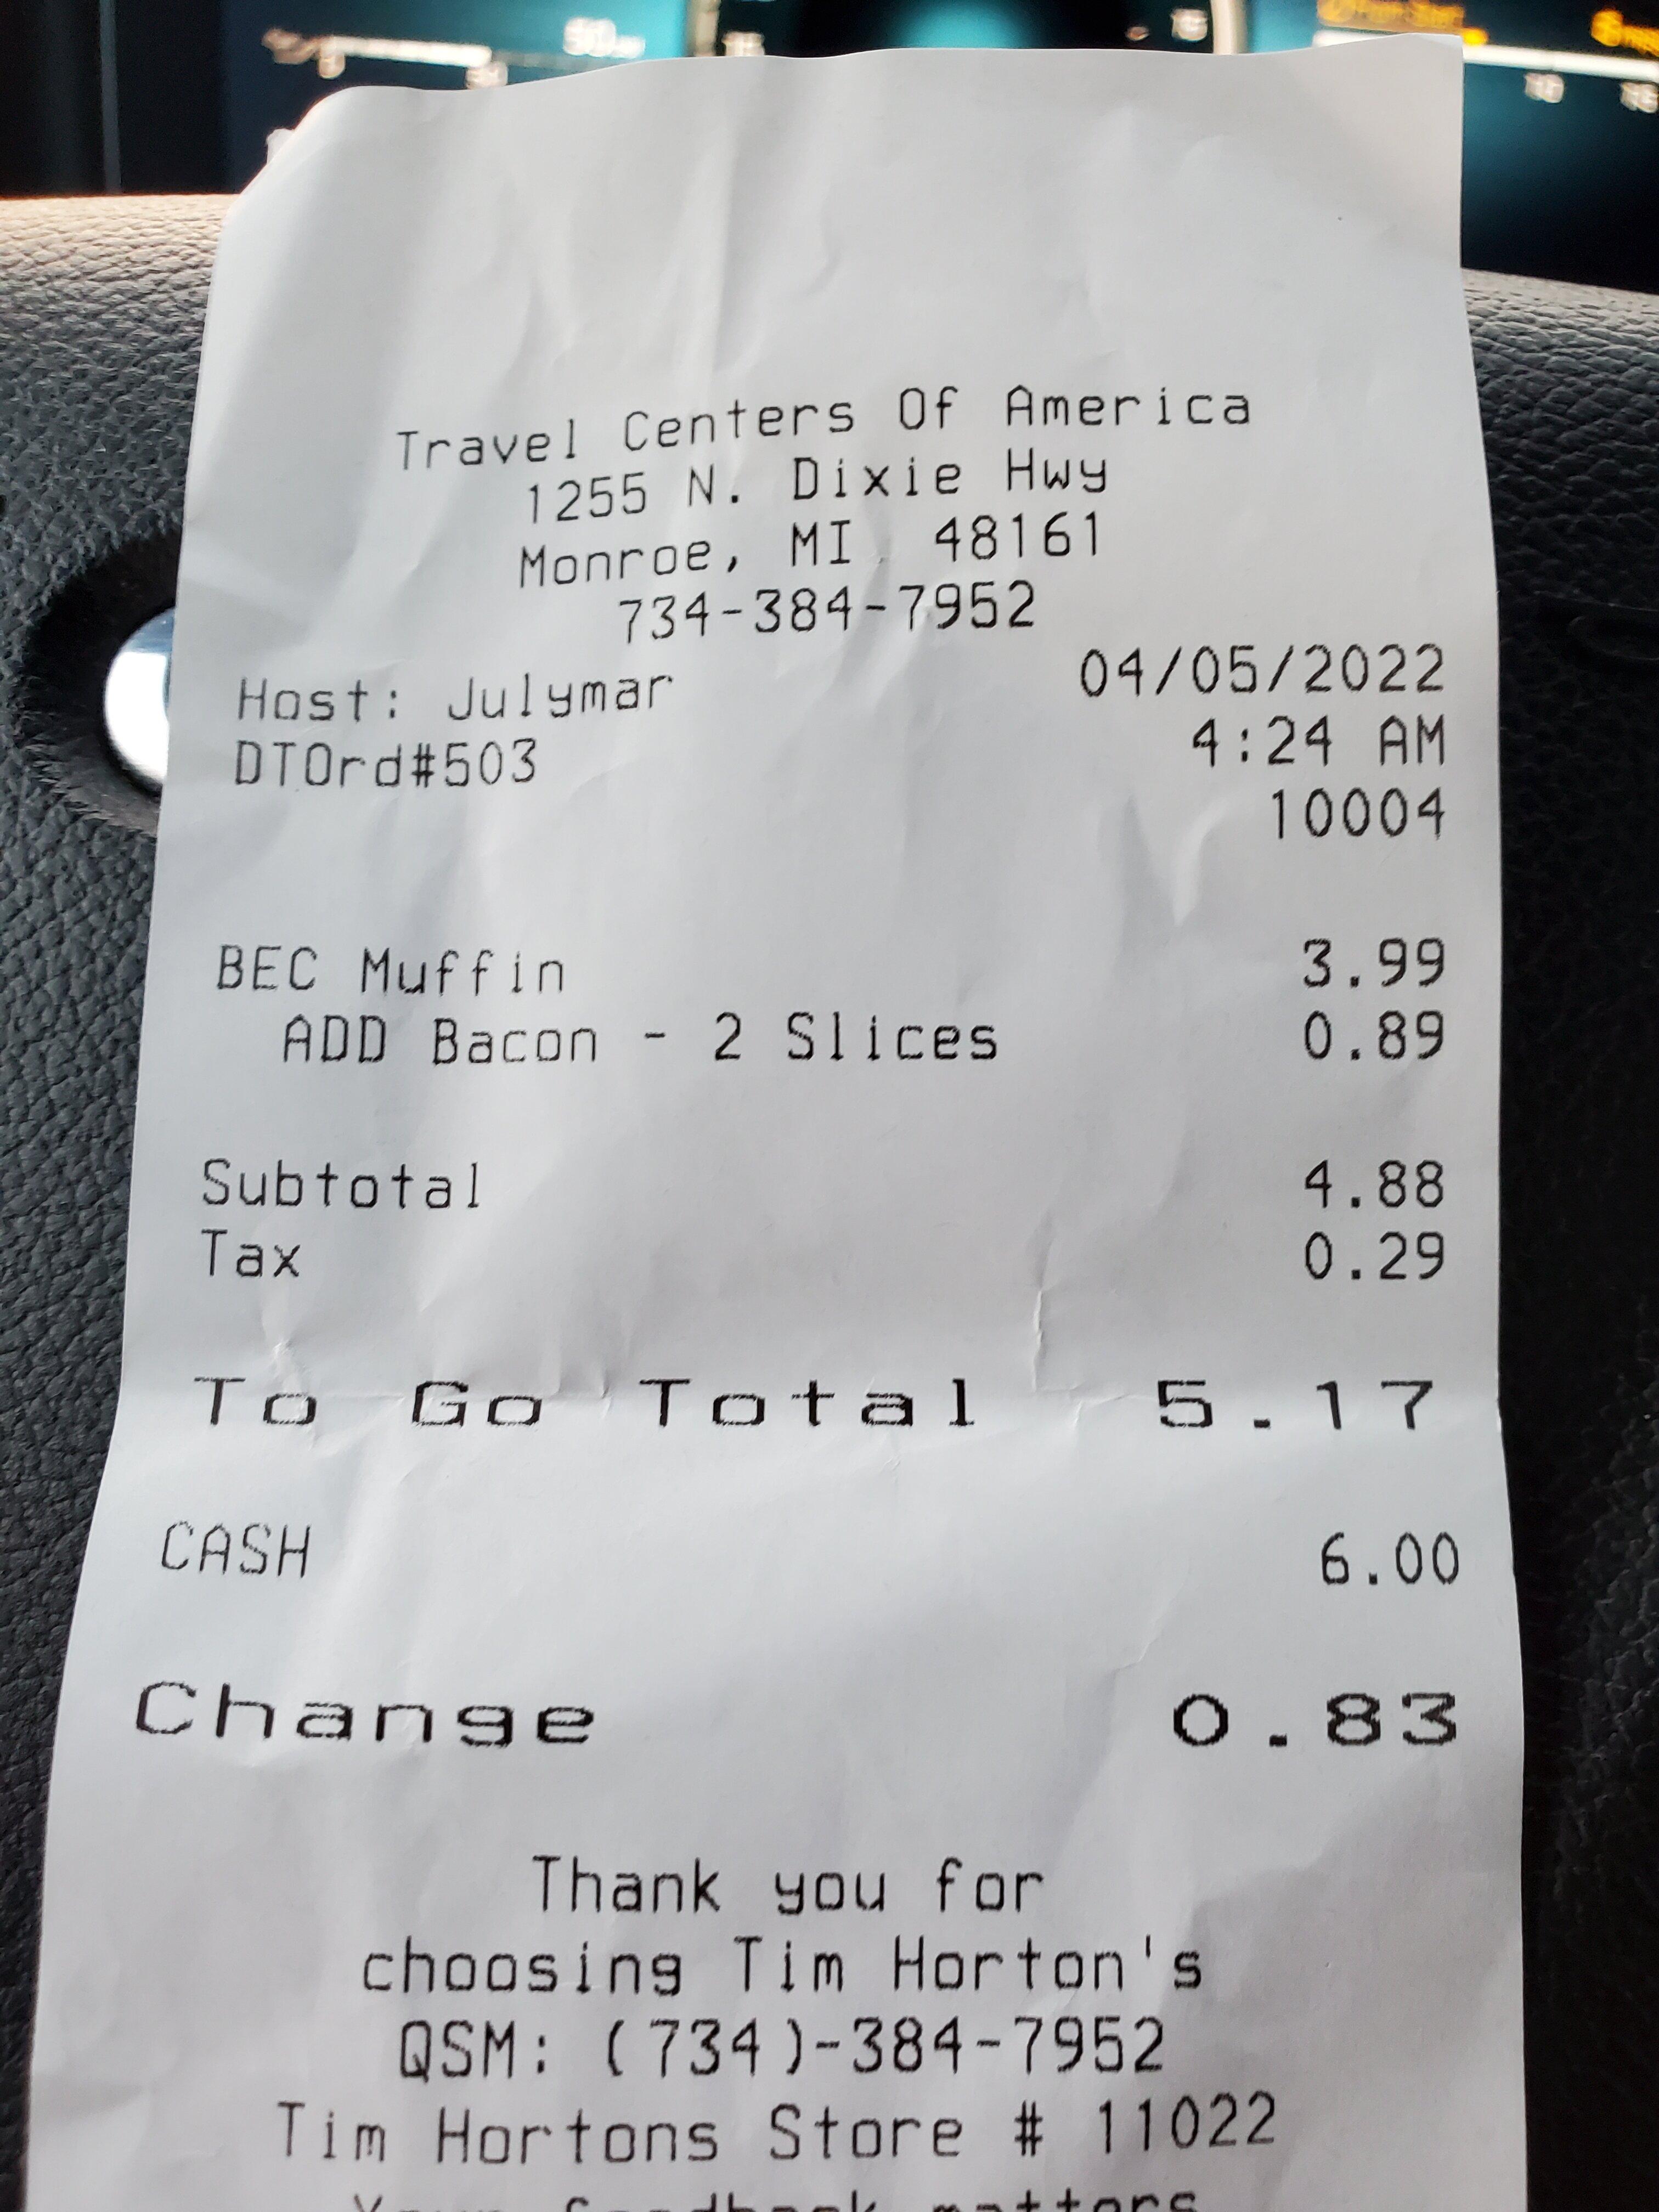 Travel Centers Of America
1255 N. Dixie Hwy
Monroe, MI 48161
734-384-7952
Host: Julymar 04/05/2022
DTOrd#503 4:24 AM
10004
BEC Muffin 3.99
ADD Bacon - 2 Slices 0.89
Subtotal 4.88
Tax 0.29
To Go Total 5.17
CASH 6.00
Change 0.83
Thank you for
choosing Tim Horton's
QSM: (734)-384-7952
Tim Hortons Store # 11022
Your feedback matters